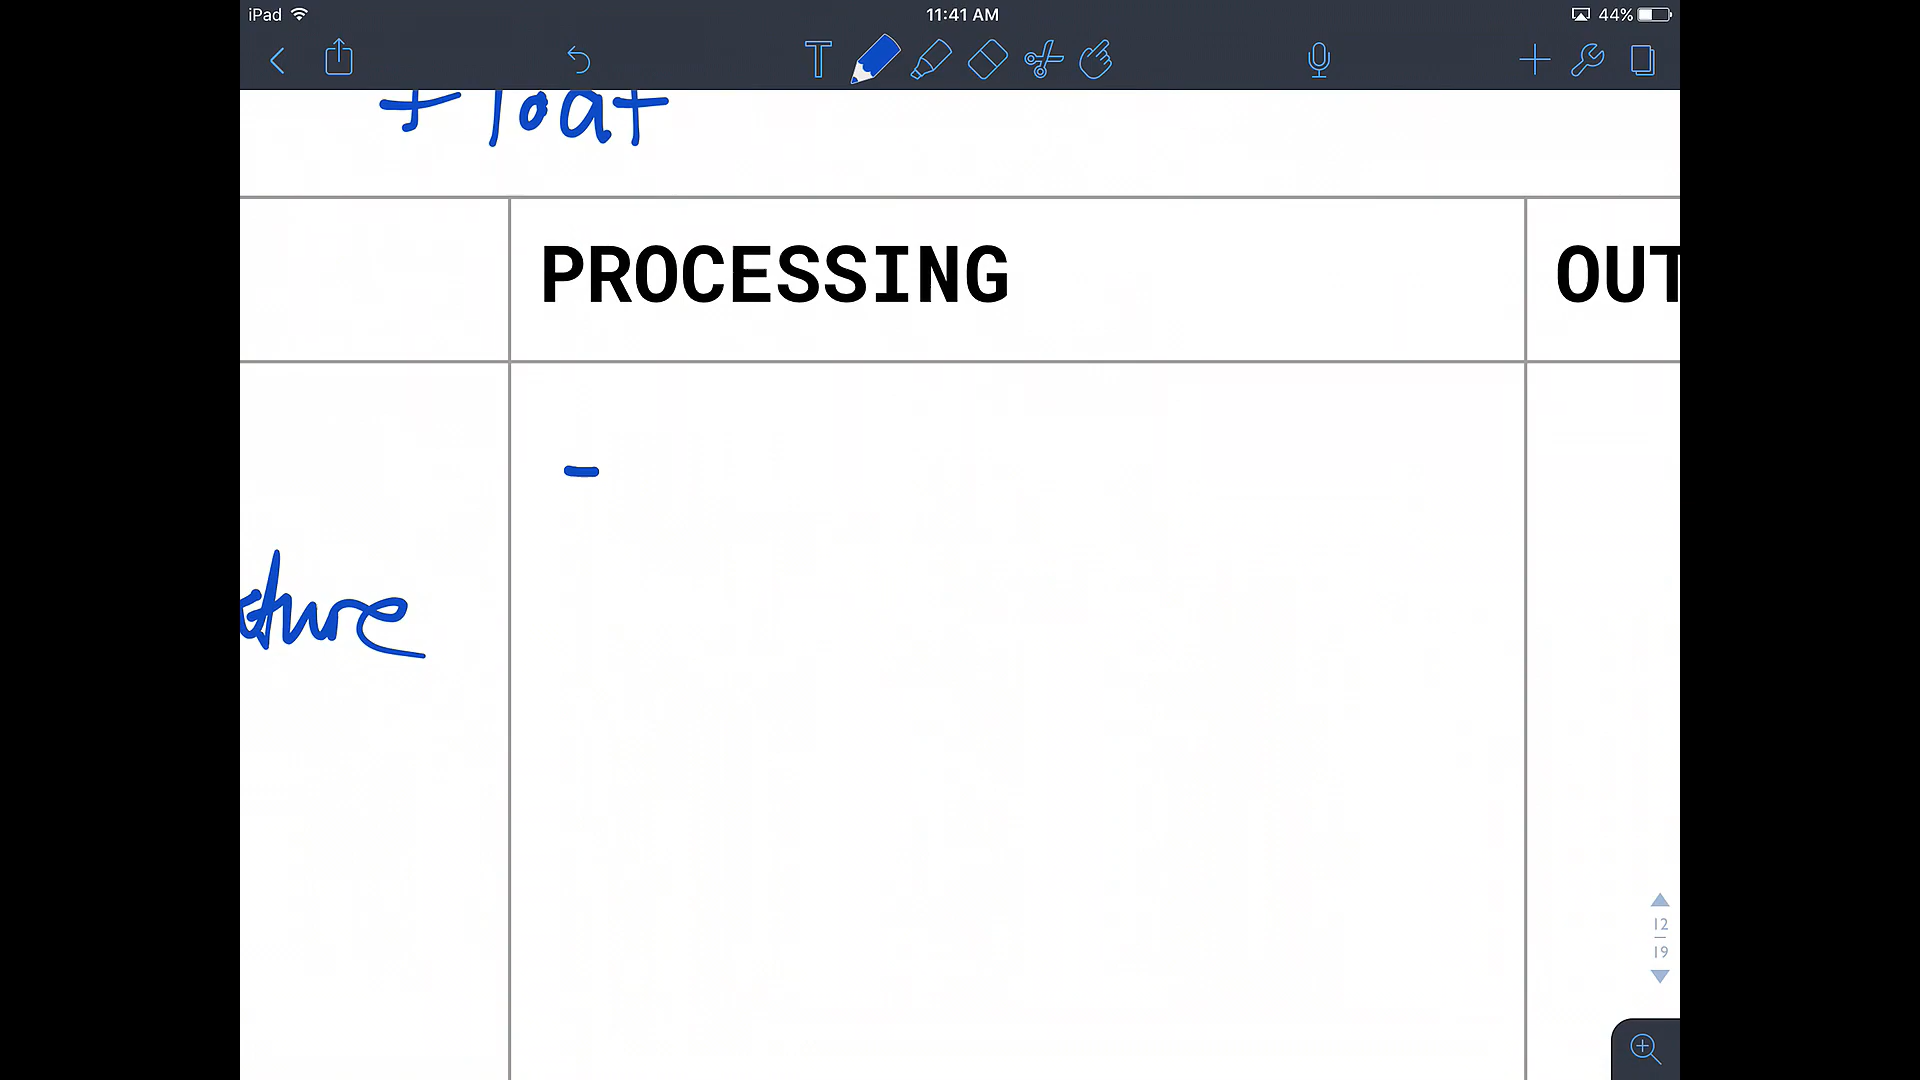 iPad 11:41 AM 44%
T
float
PROCESSING OUT
ture
12
19